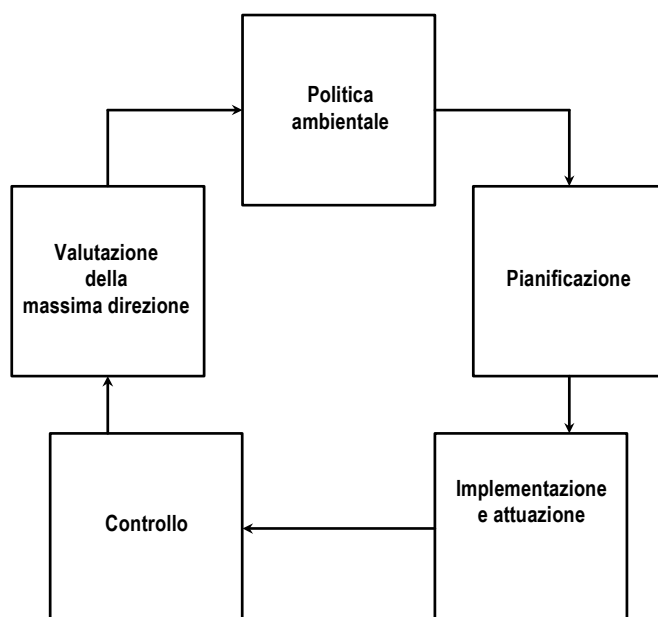 Politica
ambientale
Pianificazione
Implementazione
e attuazione
Controllo
Valutazione
della
massima direzione